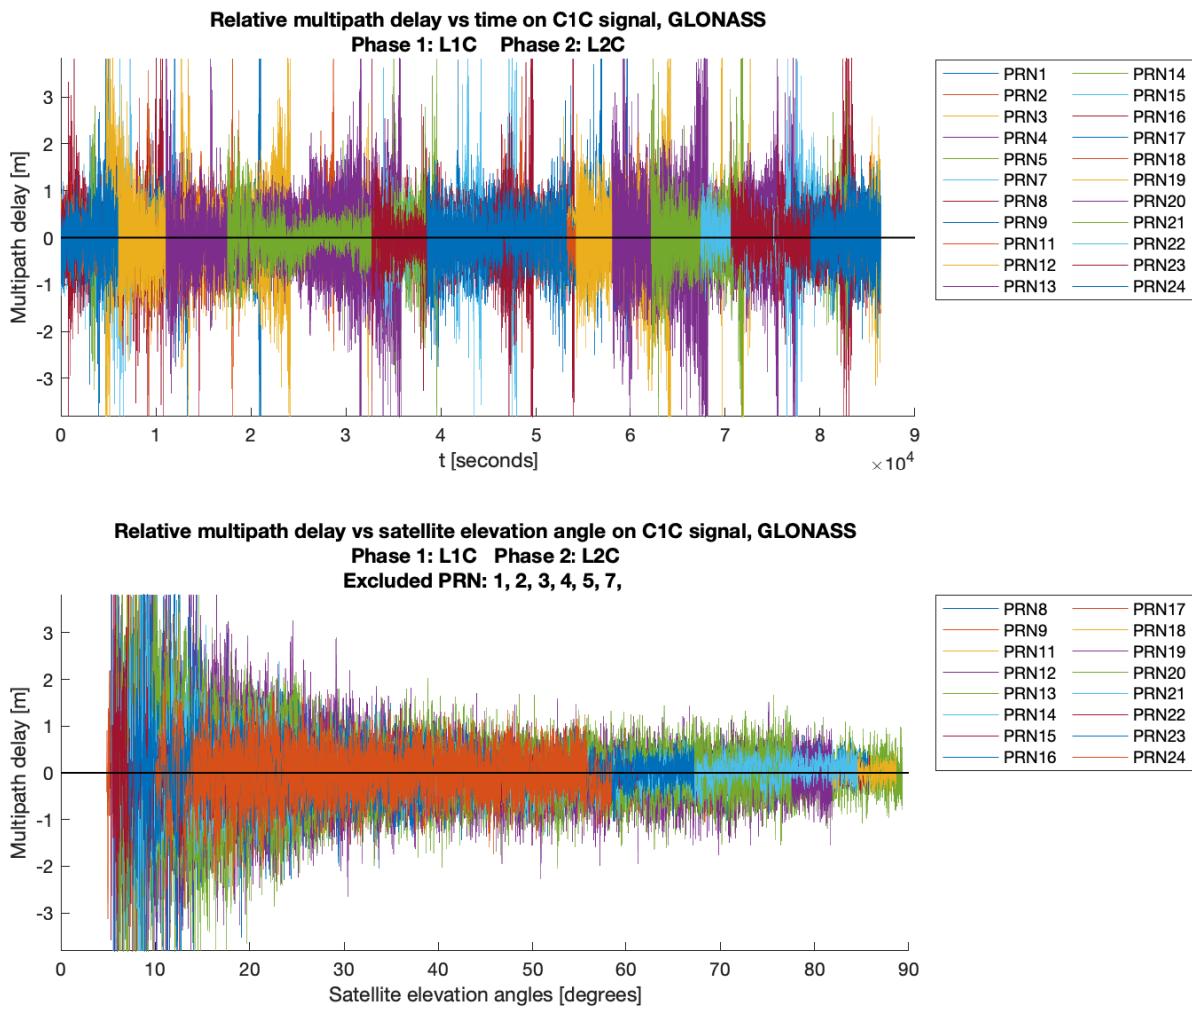 Relative multipath delay vs time on C1C signal, GLONASS
Phase 1: L1C Phase 2: L2C
Multipath delay [m]
3
2
1
0
-1
-2
-3
0 1 2 3 4 5 6 7 8 9
×10⁴
t [seconds]
PRN1 PRN14
PRN2 PRN15
PRN3 PRN16
PRN4 PRN17
PRN5 PRN18
PRN7 PRN19
PRN8 PRN20
PRN9 PRN21
PRN11 PRN22
PRN12 PRN23
PRN13 PRN24
Relative multipath delay vs satellite elevation angle on C1C signal, GLONASS
Phase 1: L1C Phase 2: L2C
Excluded PRN: 1, 2, 3, 4, 5, 7,
Multipath delay [m]
3
2
1
0
-1
-2
-3
0 10 20 30 40 50 60 70 80 90
Satellite elevation angles [degrees]
PRN8 PRN17
PRN9 PRN18
PRN11 PRN19
PRN12 PRN20
PRN13 PRN21
PRN14 PRN22
PRN15 PRN23
PRN16 PRN24